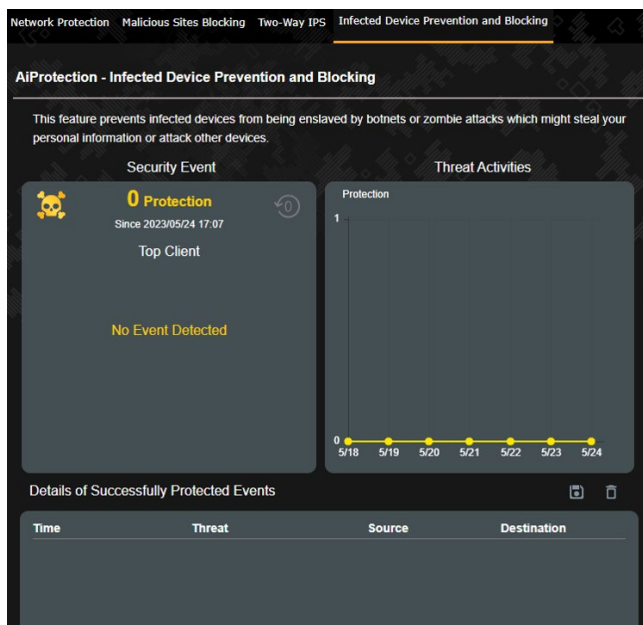 Network Protection Malicious Sites Blocking Two-Way IPS Infected Device Prevention and Blocking
AiProtection - Infected Device Prevention and Blocking
This feature prevents infected devices from being enslaved by botnets or zombie attacks which might steal your
personal information or attack other devices.
Security Event
0 Protection
Since 2023/05/24 17:07
0
Top Client
No Event Detected
Threat Activities
Protection
1
0
5/18 5/19 5/20 5/21 5/22 5/23 5/24
Details of Successfully Protected Events
Time Threat Source Destination